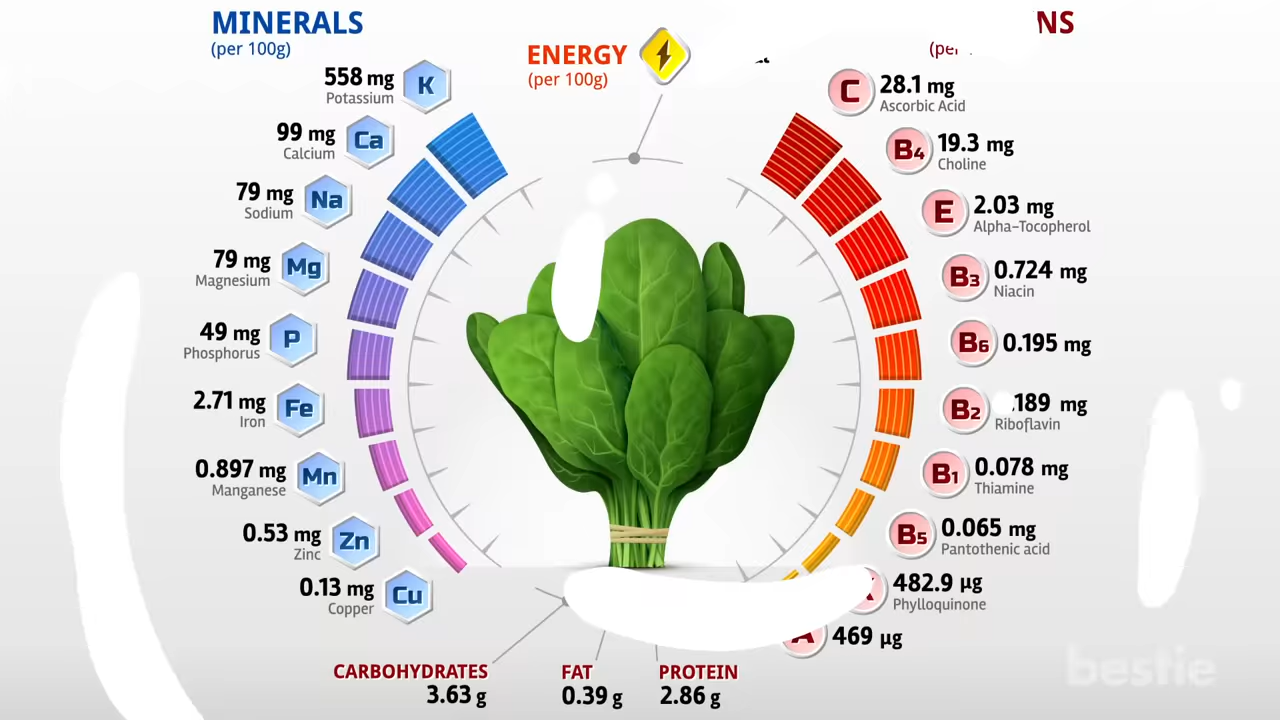 MINERALS
(per 100g)
558 mg
Potassium
K
99 mg
Calcium
Ca
79 mg
Sodium
Na
79 mg
Magnesium
Mg
49 mg
Phosphorus
P
2.71 mg
Iron
Fe
0.897 mg
Manganese
Mn
0.53 mg
Zinc
Zn
0.13 mg
Copper
Cu
ENERGY
(per 100g)
C
28.1 mg
Ascorbic Acid
B4
19.3 mg
Choline
E
2.03 mg
Alpha-Tocopherol
B3
0.724 mg
Niacin
B6
0.195 mg
B2
.189 mg
Riboflavin
B1
0.078 mg
Thiamine
B5
0.065 mg
Pantothenic acid
482.9 µg
Phylloquinone
A
469 µg
CARBOHYDRATES
3.63 g
FAT
0.39 g
PROTEIN
2.86 g
bestie